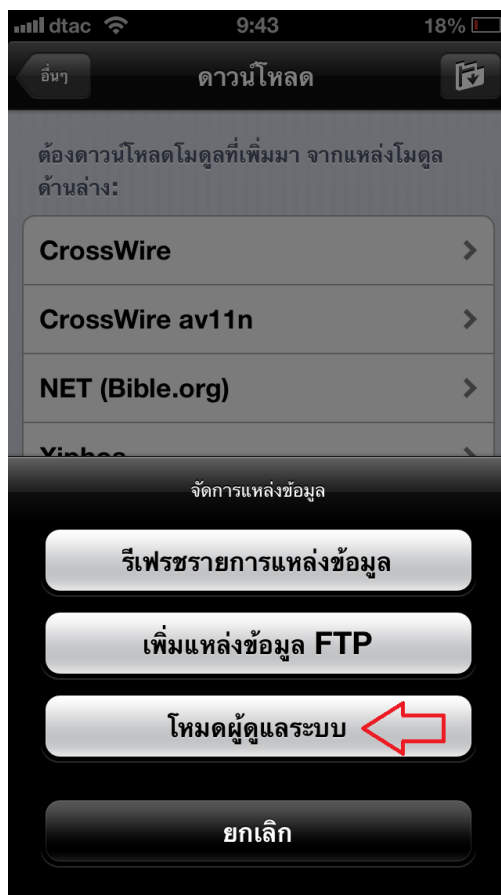 dtac 9:43 18%
อื่นๆ ดาวน์โหลด
ต้องดาวน์โหลดโมดูลที่เพิ่มมา จากแหล่งโมดูล
ด้านล่าง:
CrossWire
CrossWire av11n
NET (Bible.org)
Xiphos
จัดการแหล่งข้อมูล
รีเฟรชรายการแหล่งข้อมูล
เพิ่มแหล่งข้อมูล FTP
โหมดผู้ดูแลระบบ
ยกเลิก